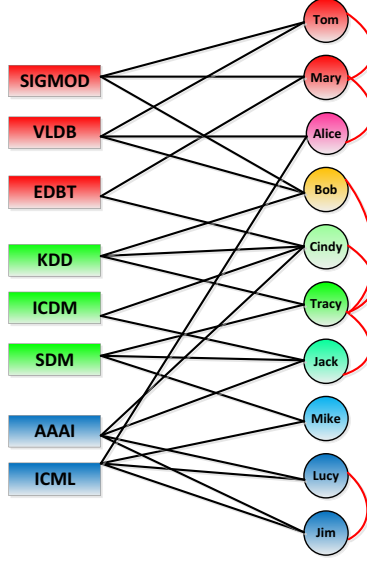 Tom
SIGMOD
Mary
VLDB
Alice
EDBT
Bob
Cindy
KDD
ICDM
Tracy
SDM
Jack
AAAI
Mike
ICML
Lucy
Jim